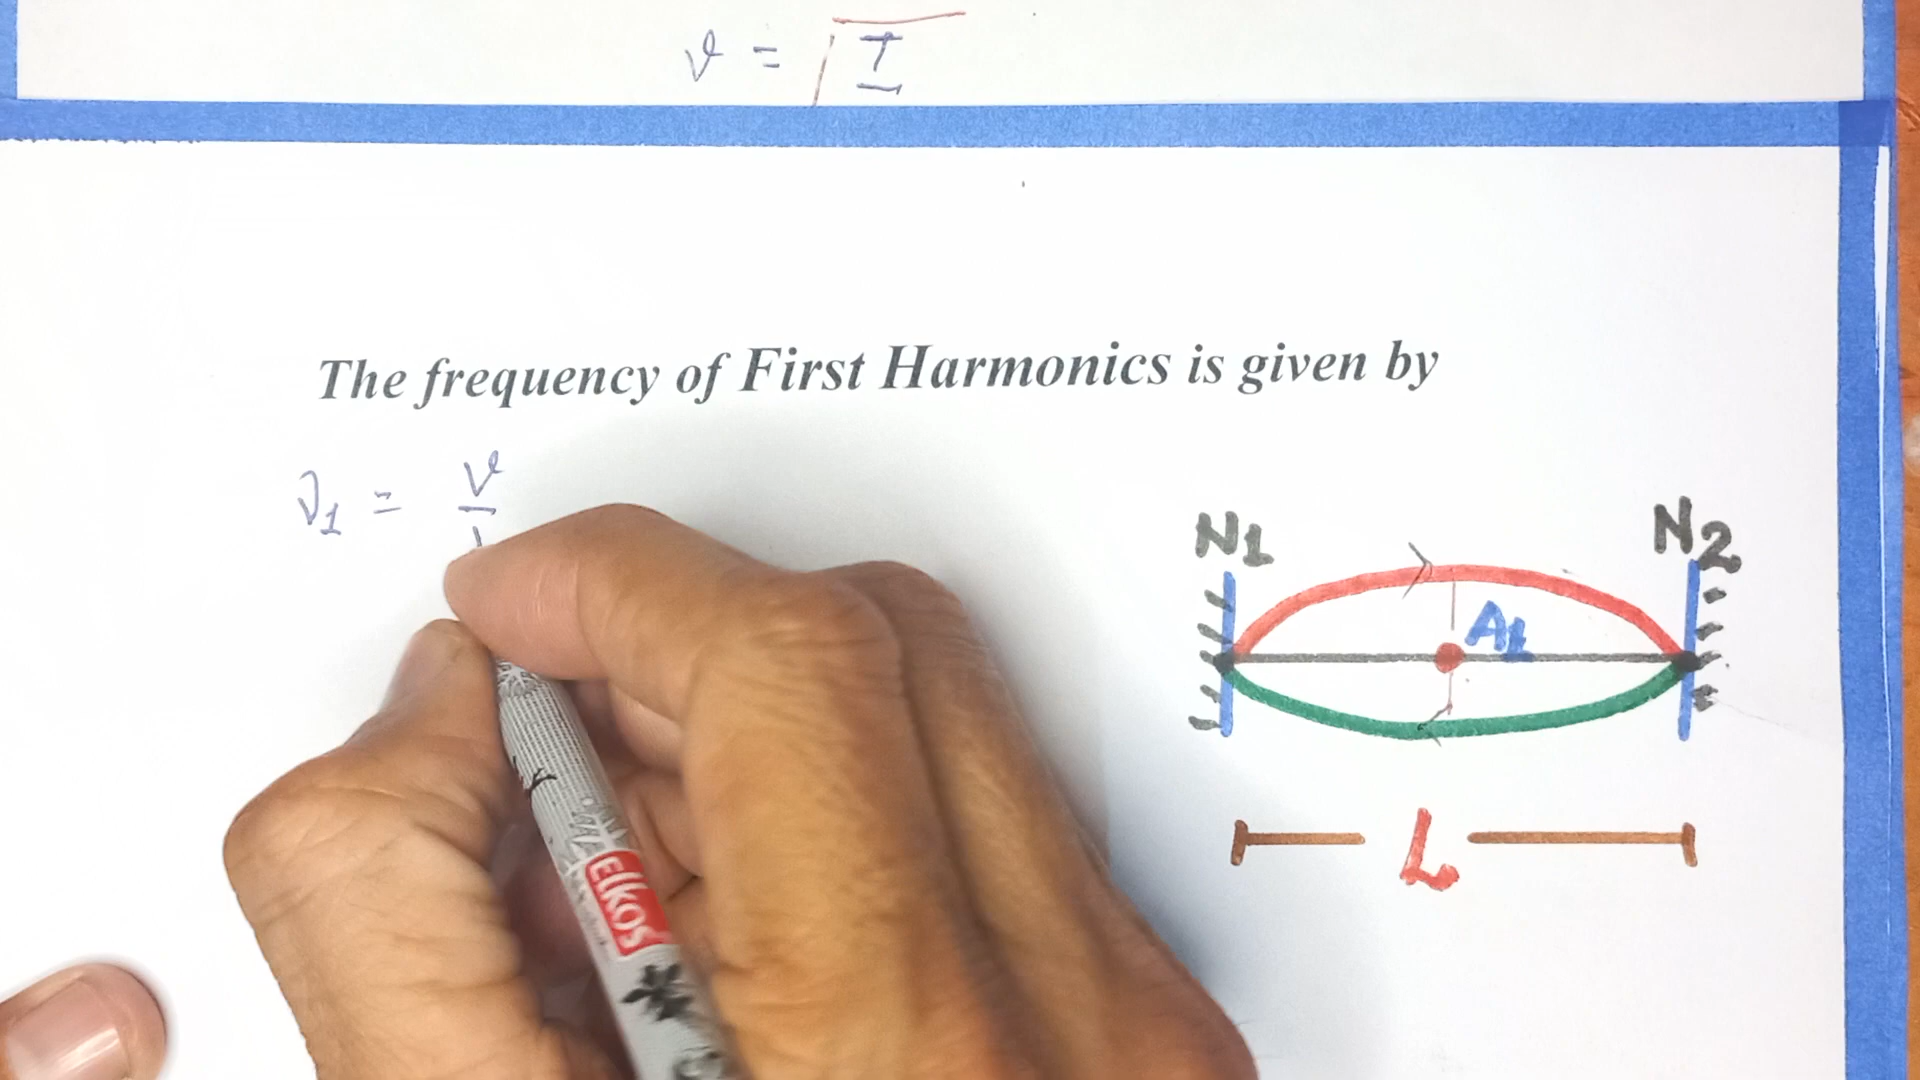 v = √T
The frequency of First Harmonics is given by
ν1 = v
N1 N2
A1
L
elkos